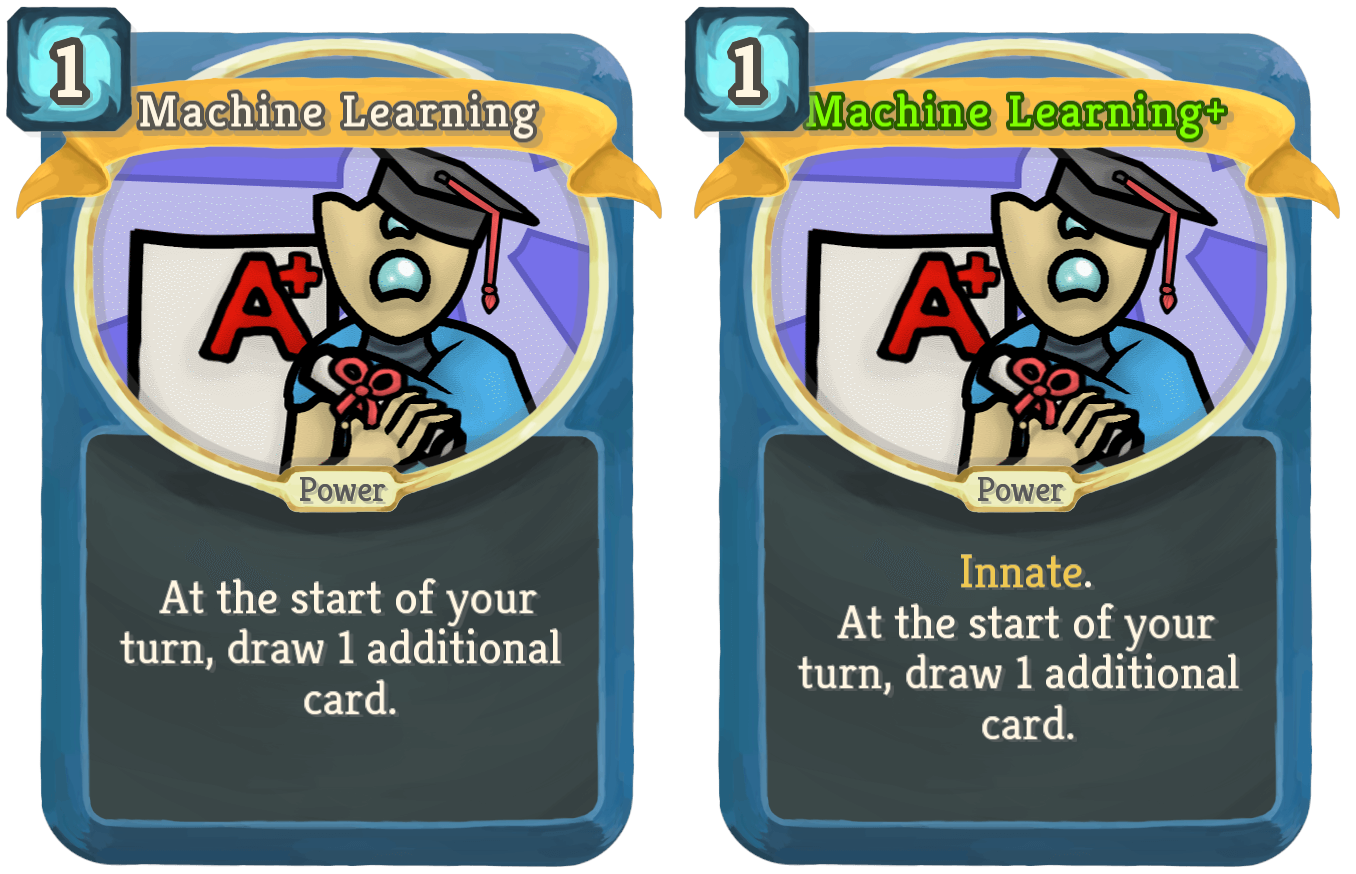 1
Machine Learning
A+
Power
At the start of your
turn, draw 1 additional
card.
1
Machine Learning+
A+
Power
Innate.
At the start of your
turn, draw 1 additional
card.